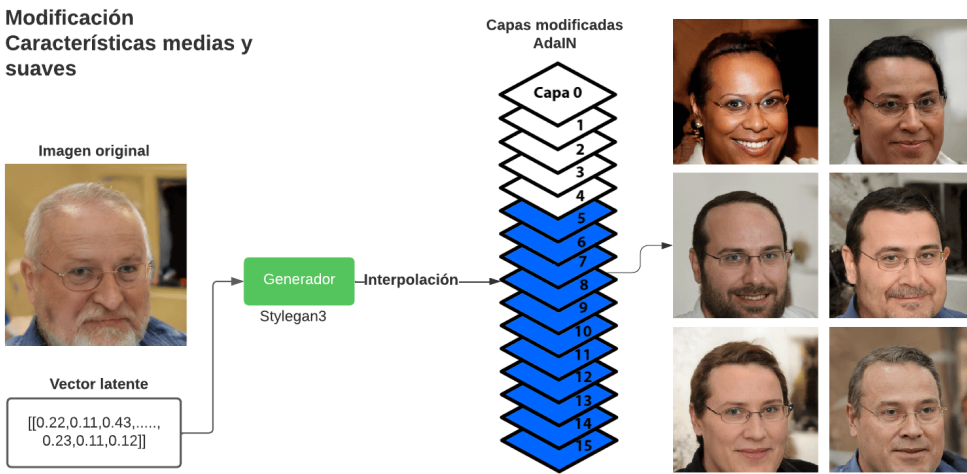 Modificación
Características medias y
suaves
Imagen original
Vector latente
[[0.22,0.11,0.43,.....,
0.23,0.11,0.12]]
Generador
Stylegan3
Interpolación
Capas modificadas
AdaIN
Capa 0
1
2
3
4
5
6
7
8
9
10
11
12
13
14
15